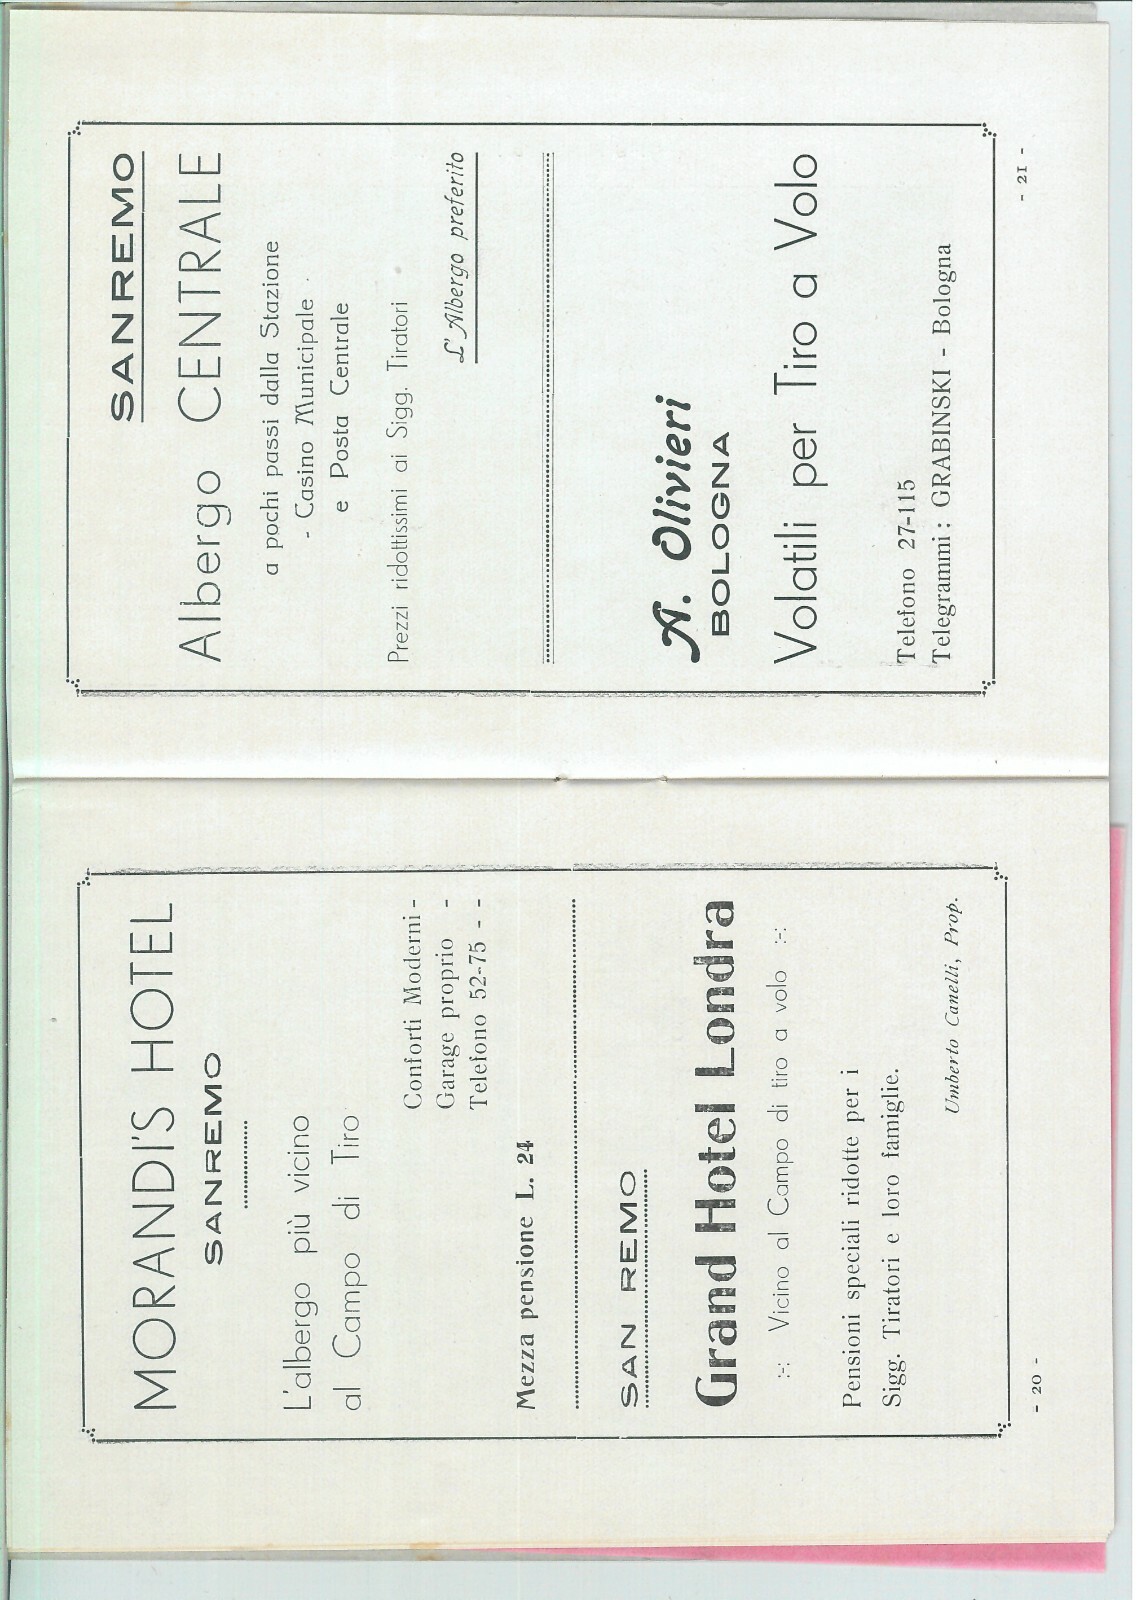 MORANDI'S HOTEL
SANREMO
L'albergo più vicino
al Campo di Tiro
Conforti Moderni -
Garage proprio -
Telefono 52-75 - -
Mezza pensione L. 24
SAN REMO
Grand Hotel Londra
:-: Vicino al Campo di tiro a volo :-:
Pensioni speciali ridotte per i
Sigg. Tiratori e loro famiglie.
Umberto Canelli, Prop.
- 20 -
SANREMO
Albergo CENTRALE
a pochi passi dalla Stazione
- Casino Municipale -
e Posta Centrale
Prezzi ridottissimi ai Sigg. Tiratori
L'Albergo preferito
A. Olivieri
BOLOGNA
Volatili per Tiro a Volo
Telefono 27-115
Telegrammi : GRABINSKI - Bologna
- 21 -